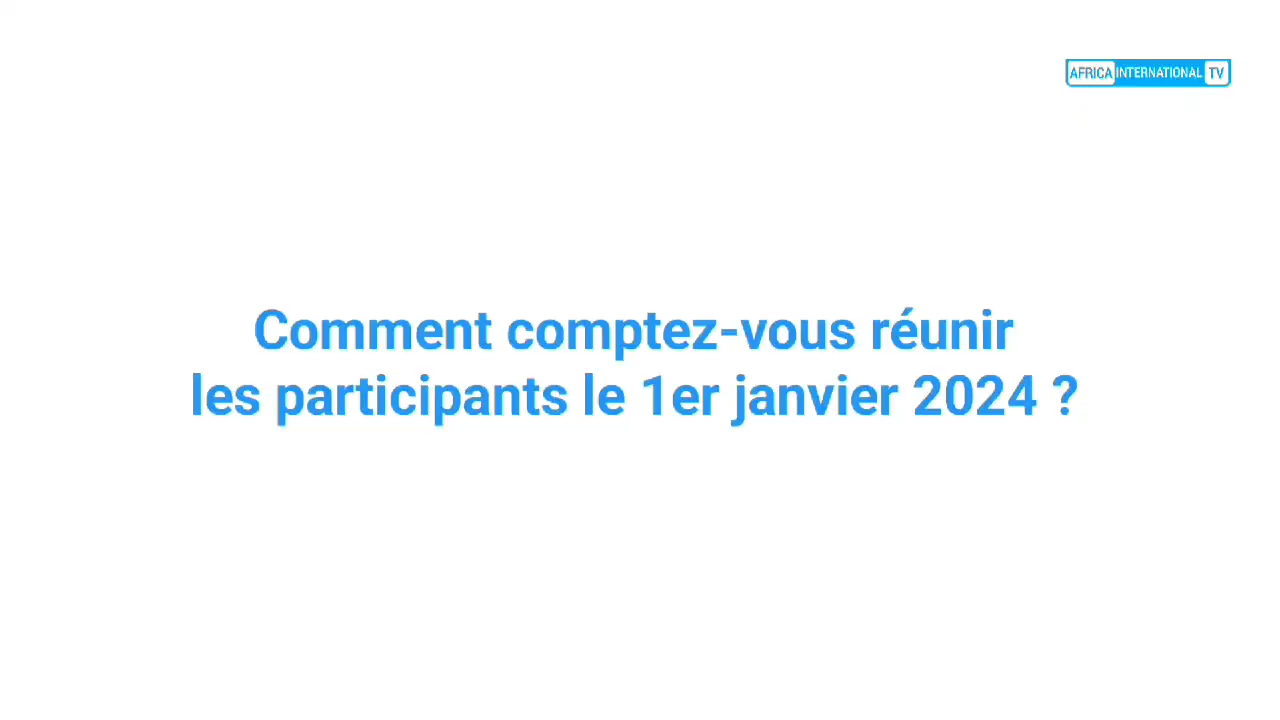 AFRICA INTERNATIONAL TV
Comment comptez-vous réunir
les participants le 1er janvier 2024 ?